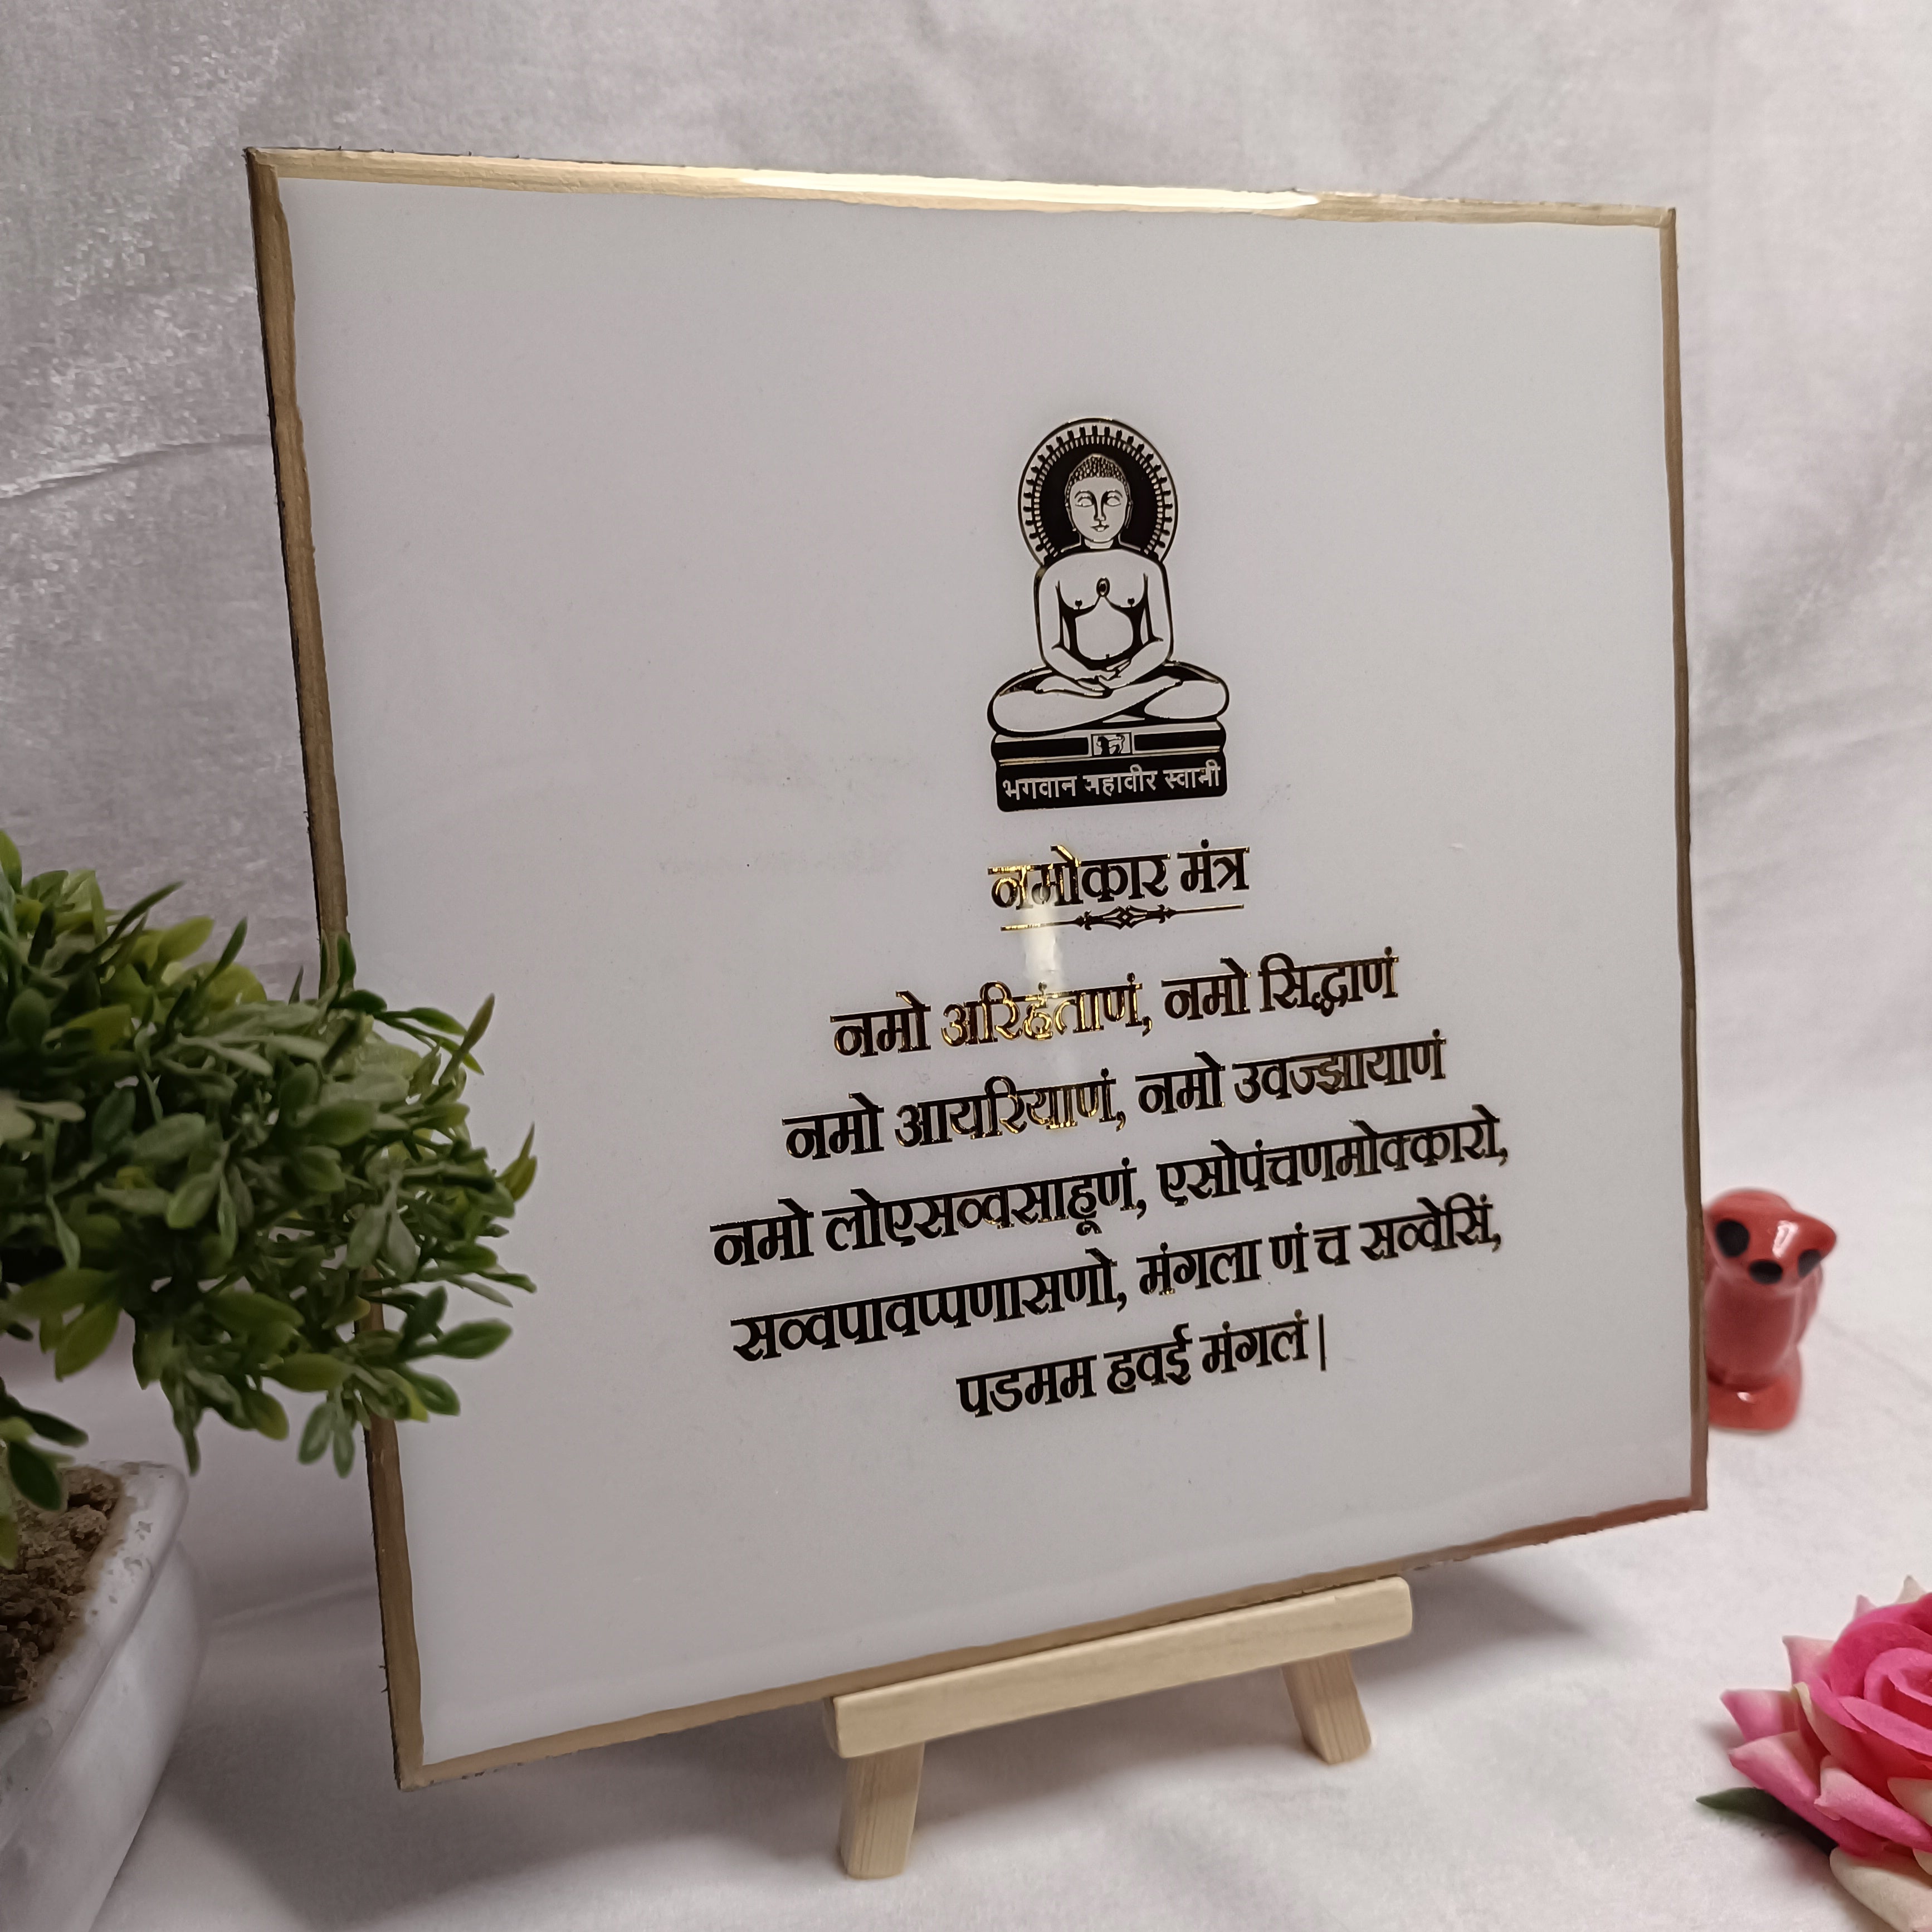 भगवान महावीर स्वामी
नमोकार मंत्र
नमो अरिहंताणं, नमो सिद्धाणं
नमो आयरियाणं, नमो उवज्झायाणं
नमो लोएसव्वसाहूणं, एसोपंचणमोक्कारो,
सव्वपावप्पणासणो, मंगला णं च सव्वेसिं,
पडमम हवई मंगलं|